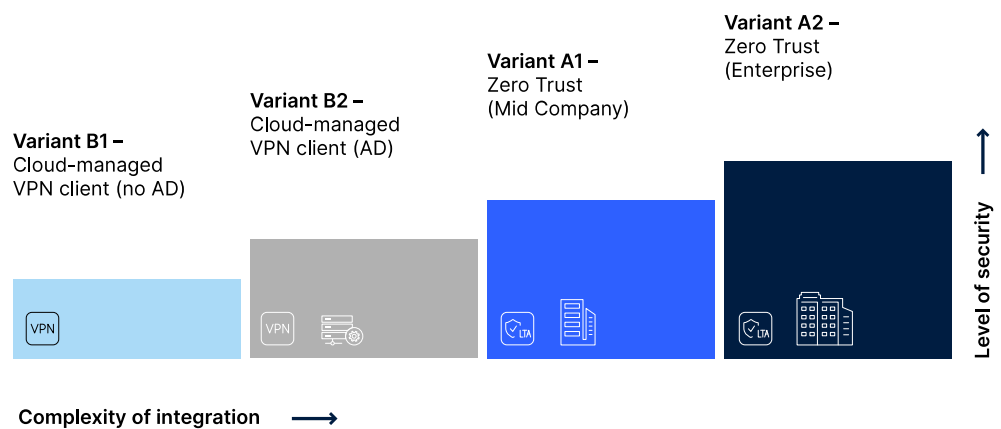 Variant A2 –
Zero Trust
(Enterprise)
Variant A1 –
Zero Trust
(Mid Company)
Variant B2 –
Cloud-managed
VPN client (AD)
Variant B1 –
Cloud-managed
VPN client (no AD)
VPN
VPN
LTA
LTA
Level of security
Complexity of integration